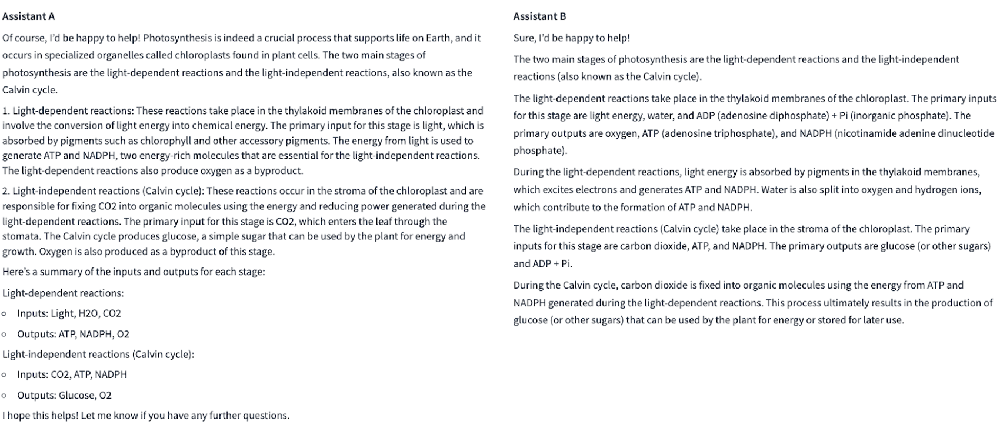 Assistant A
Of course, I'd be happy to help! Photosynthesis is indeed a crucial process that supports life on Earth, and it
occurs in specialized organelles called chloroplasts found in plant cells. The two main stages of
photosynthesis are the light-dependent reactions and the light-independent reactions, also known as the
Calvin cycle.
1. Light-dependent reactions: These reactions take place in the thylakoid membranes of the chloroplast and
involve the conversion of light energy into chemical energy. The primary input for this stage is light, which is
absorbed by pigments such as chlorophyll and other accessory pigments. The energy from light is used to
generate ATP and NADPH, two energy-rich molecules that are essential for the light-independent reactions.
The light-dependent reactions also produce oxygen as a byproduct.
2. Light-independent reactions (Calvin cycle): These reactions occur in the stroma of the chloroplast and are
responsible for fixing CO2 into organic molecules using the energy and reducing power generated during the
light-dependent reactions. The primary input for this stage is CO2, which enters the leaf through the
stomata. The Calvin cycle produces glucose, a simple sugar that can be used by the plant for energy and
growth. Oxygen is also produced as a byproduct of this stage.
Here's a summary of the inputs and outputs for each stage:
Light-dependent reactions:
○ Inputs: Light, H2O, CO2
○ Outputs: ATP, NADPH, O2
Light-independent reactions (Calvin cycle):
○ Inputs: CO2, ATP, NADPH
○ Outputs: Glucose, O2
I hope this helps! Let me know if you have any further questions.
Assistant B
Sure, I'd be happy to help!
The two main stages of photosynthesis are the light-dependent reactions and the light-independent
reactions (also known as the Calvin cycle).
The light-dependent reactions take place in the thylakoid membranes of the chloroplast. The primary inputs
for this stage are light energy, water, and ADP (adenosine diphosphate) + Pi (inorganic phosphate). The
primary outputs are oxygen, ATP (adenosine triphosphate), and NADPH (nicotinamide adenine dinucleotide
phosphate).
During the light-dependent reactions, light energy is absorbed by pigments in the thylakoid membranes,
which excites electrons and generates ATP and NADPH. Water is also split into oxygen and hydrogen ions,
which contribute to the formation of ATP and NADPH.
The light-independent reactions (Calvin cycle) take place in the stroma of the chloroplast. The primary
inputs for this stage are carbon dioxide, ATP, and NADPH. The primary outputs are glucose (or other sugars)
and ADP + Pi.
During the Calvin cycle, carbon dioxide is fixed into organic molecules using the energy from ATP and
NADPH generated during the light-dependent reactions. This process ultimately results in the production of
glucose (or other sugars) that can be used by the plant for energy or stored for later use.